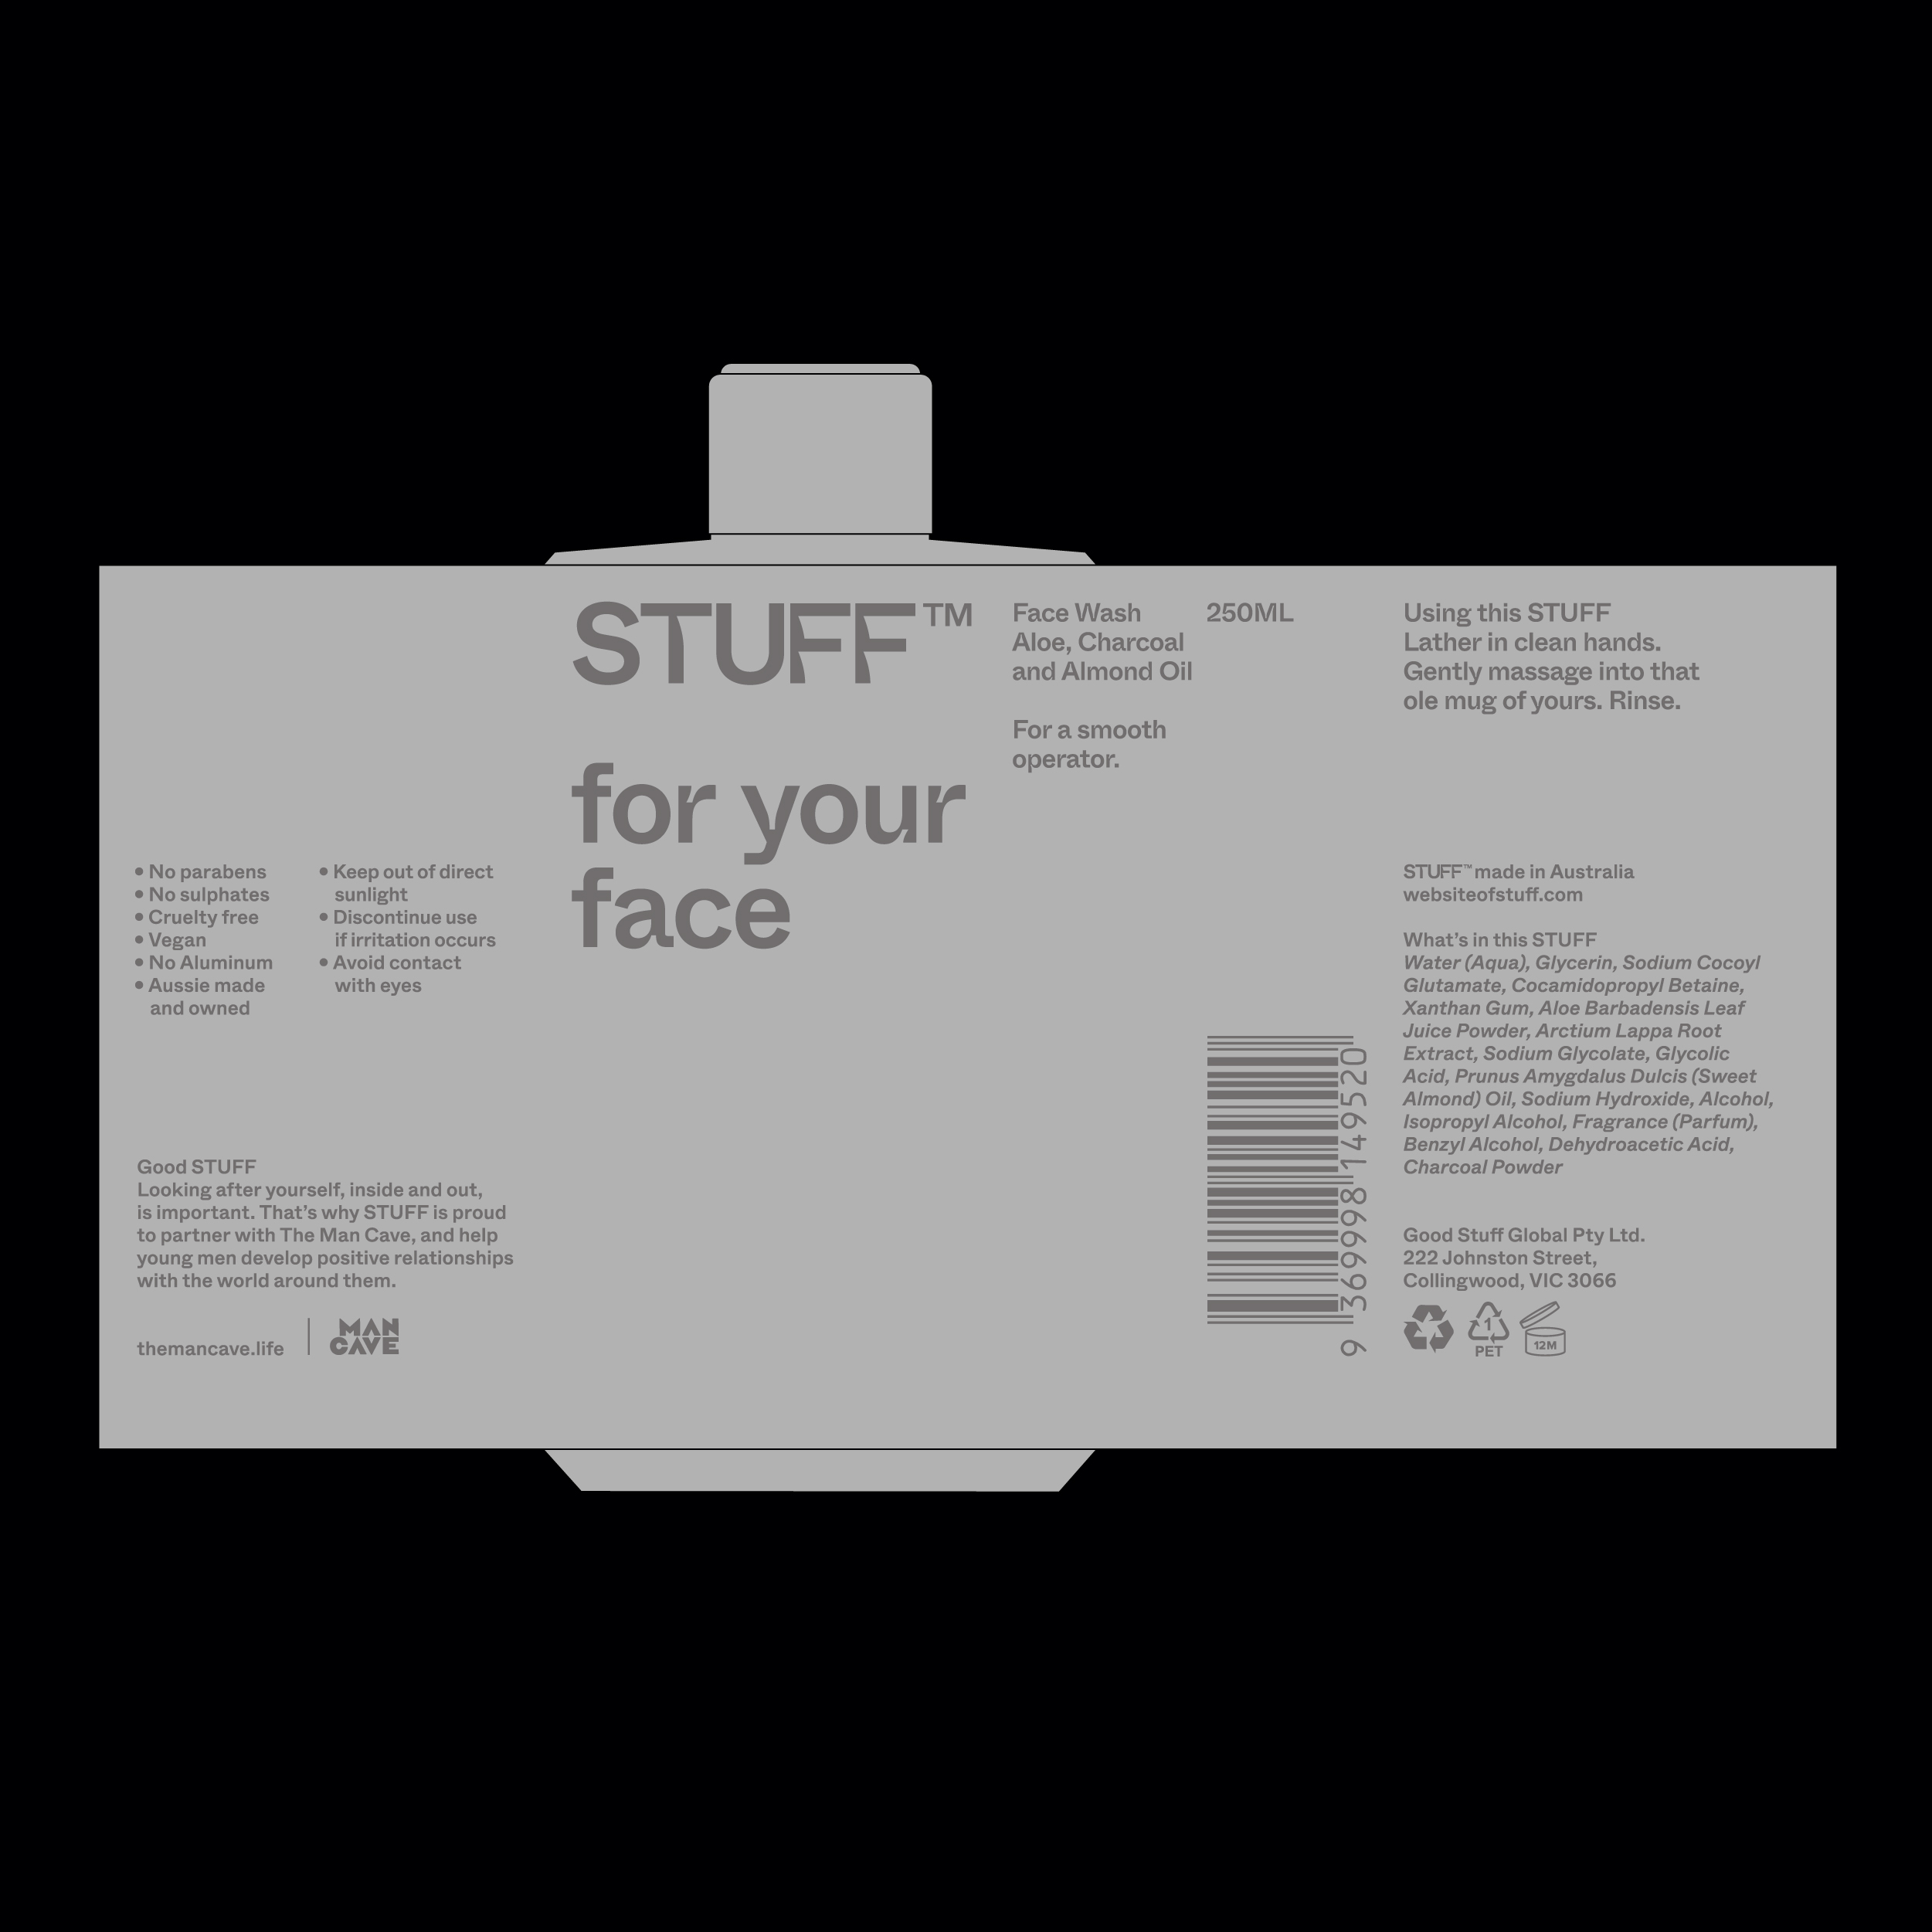 STUFF™
for your
face
Face Wash
Aloe, Charcoal
and Almond Oil
For a smooth
operator.
250ML
Using this STUFF
Lather in clean hands.
Gently massage into that
ole mug of yours. Rinse.
• No parabens
• No sulphates
• Cruelty free
• Vegan
• No Aluminum
• Aussie made
and owned
• Keep out of direct
sunlight
• Discontinue use
if irritation occurs
• Avoid contact
with eyes
Good STUFF
Looking after yourself, inside and out,
is important. That’s why STUFF is proud
to partner with The Man Cave, and help
young men develop positive relationships
with the world around them.
themancave.life
MAN
CAVE
9 369998 149520
STUFF™ made in Australia
websiteofstuff.com
What’s in this STUFF
Water (Aqua), Glycerin, Sodium Cocoyl
Glutamate, Cocamidopropyl Betaine,
Xanthan Gum, Aloe Barbadensis Leaf
Juice Powder, Arctium Lappa Root
Extract, Sodium Glycolate, Glycolic
Acid, Prunus Amygdalus Dulcis (Sweet
Almond) Oil, Sodium Hydroxide, Alcohol,
Isopropyl Alcohol, Fragrance (Parfum),
Benzyl Alcohol, Dehydroacetic Acid,
Charcoal Powder
Good Stuff Global Pty Ltd.
222 Johnston Street,
Collingwood, VIC 3066
1
PET
12M